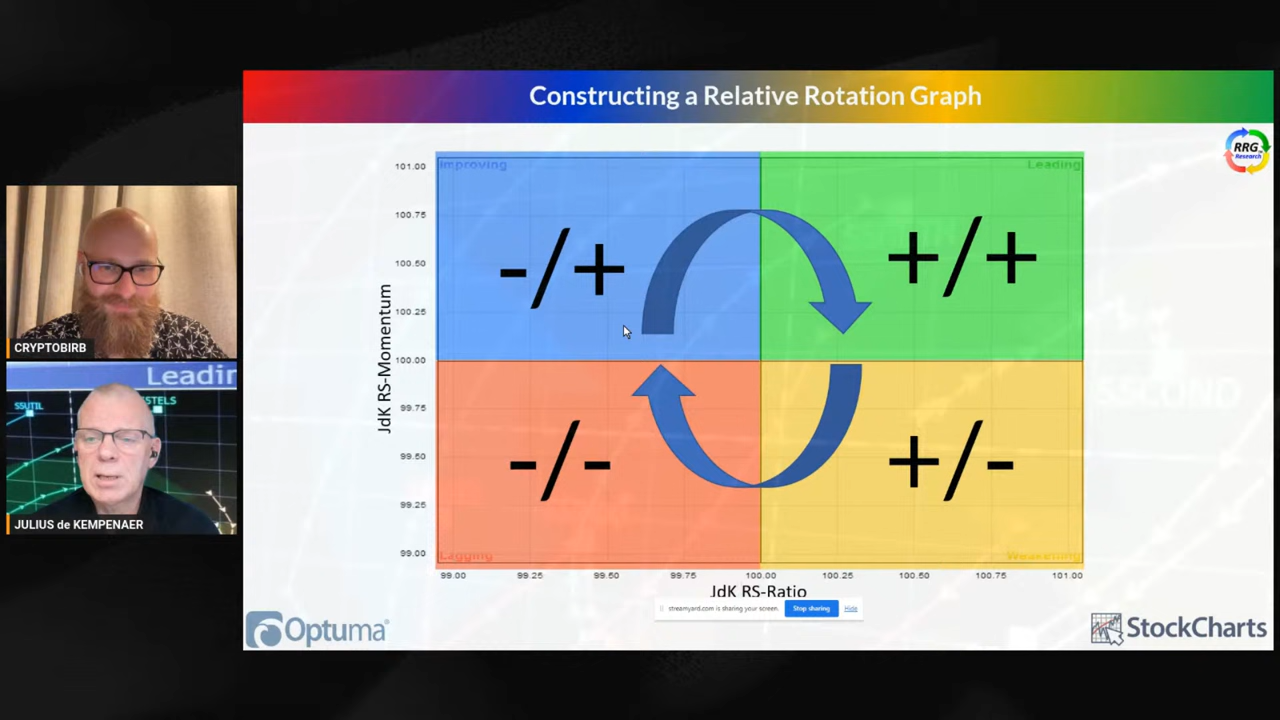 Constructing a Relative Rotation Graph
RRG
Research
Improving
Leading
101.00
100.75
100.50
100.25
100.00
99.75
99.50
99.25
99.00
JdK RS-Momentum
-/+
+/+
-/-
+/-
Lagging
Weakening
99.00 99.25 99.50 99.75 100.00 100.25 100.50 100.75 101.00
JdK RS-Ratio
streamyard.com is sharing your screen. Stop sharing Hide
Optuma®
StockCharts
CRYPTOBIRB
Leadin
SSUTIL
STELS
JULIUS de KEMPENAER